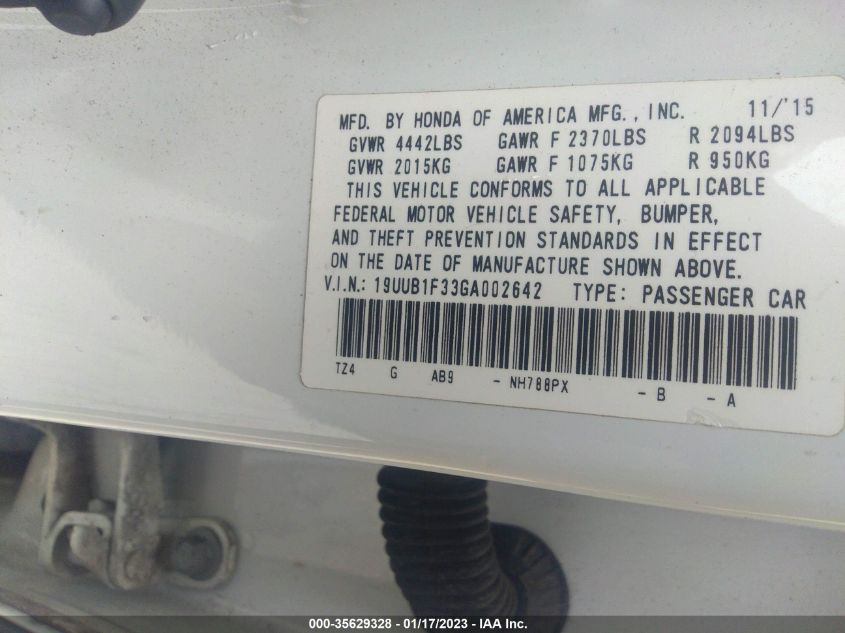 MFD. BY HONDA OF AMERICA MFG., INC. 11/'15
GVWR 4442LBS GAWR F 2370LBS R 2094LBS
GVWR 2015KG GAWR F 1075KG R 950KG
THIS VEHICLE CONFORMS TO ALL APPLICABLE
FEDERAL MOTOR VEHICLE SAFETY, BUMPER,
AND THEFT PREVENTION STANDARDS IN EFFECT
ON THE DATE OF MANUFACTURE SHOWN ABOVE.
V.I.N.: 19UUB1F33GA002642 TYPE: PASSENGER CAR
TZ4 G AB9 - NH788PX - B - A
000-35629328 - 01/17/2023 - IAA Inc.